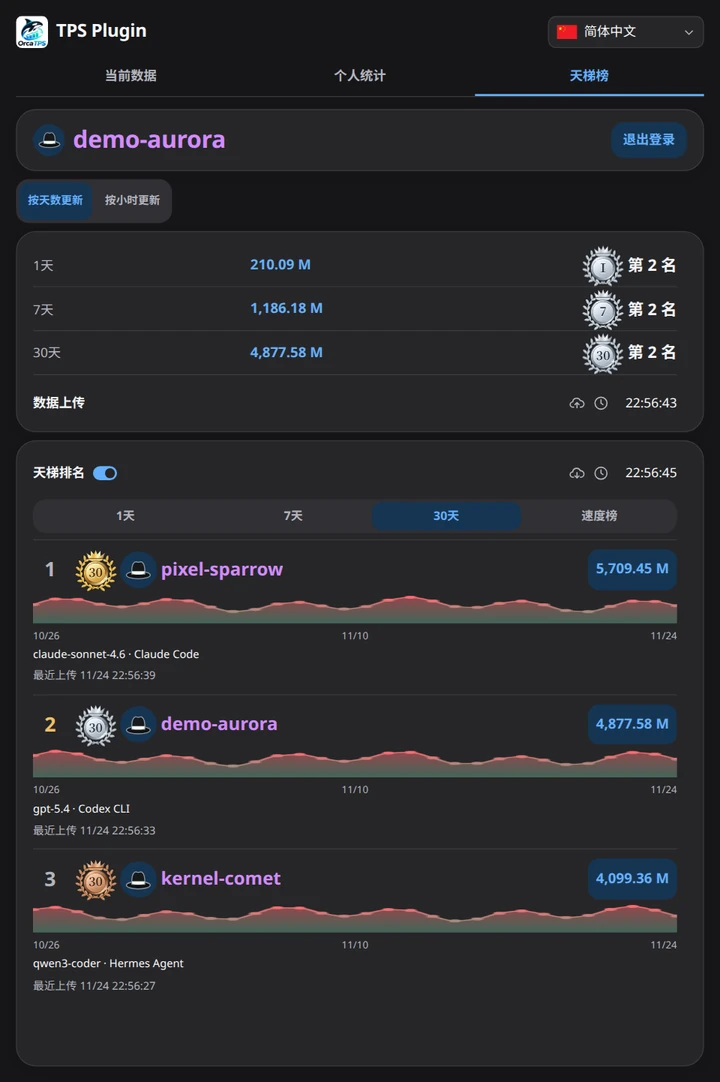 OrcaTPS
TPS Plugin
简体中文
当前数据 个人统计 天梯榜
demo-aurora 退出登录
按天数更新 按小时更新
1天 210.09 M I 第 2 名
7天 1,186.18 M 7 第 2 名
30天 4,877.58 M 30 第 2 名
数据上传 22:56:43
天梯排名 22:56:45
1天 7天 30天 速度榜
1 30 pixel-sparrow 5,709.45 M
10/26 11/10 11/24
claude-sonnet-4.6 · Claude Code
最近上传 11/24 22:56:39
2 30 demo-aurora 4,877.58 M
10/26 11/10 11/24
gpt-5.4 · Codex CLI
最近上传 11/24 22:56:33
3 30 kernel-comet 4,099.36 M
10/26 11/10 11/24
qwen3-coder · Hermes Agent
最近上传 11/24 22:56:27